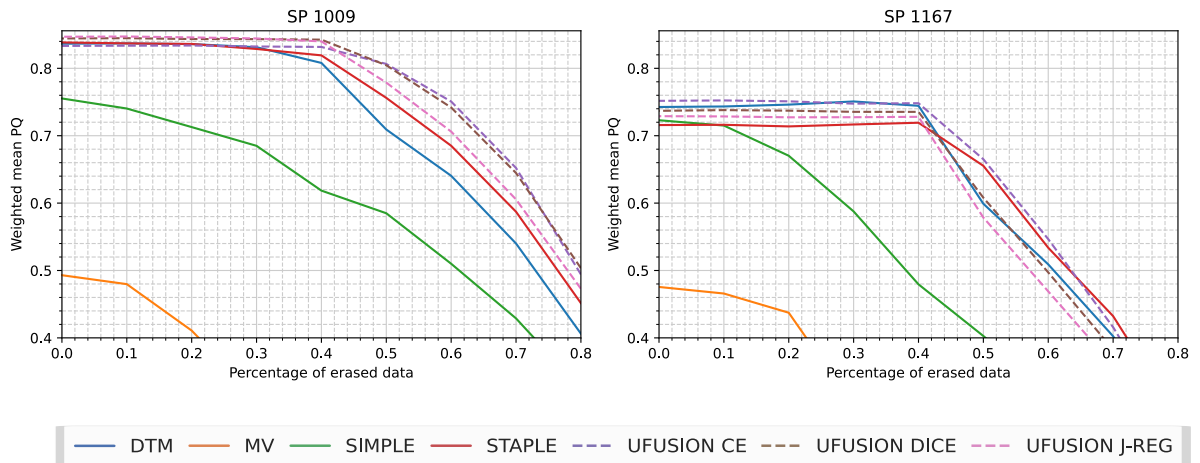 SP 1009
SP 1167
Weighted mean PQ
0.8
0.7
0.6
0.5
0.4
0.0 0.1 0.2 0.3 0.4 0.5 0.6 0.7 0.8
Percentage of erased data
Weighted mean PQ
0.8
0.7
0.6
0.5
0.4
0.0 0.1 0.2 0.3 0.4 0.5 0.6 0.7 0.8
Percentage of erased data
DTM MV SIMPLE STAPLE UFUSION CE UFUSION DICE UFUSION J-REG